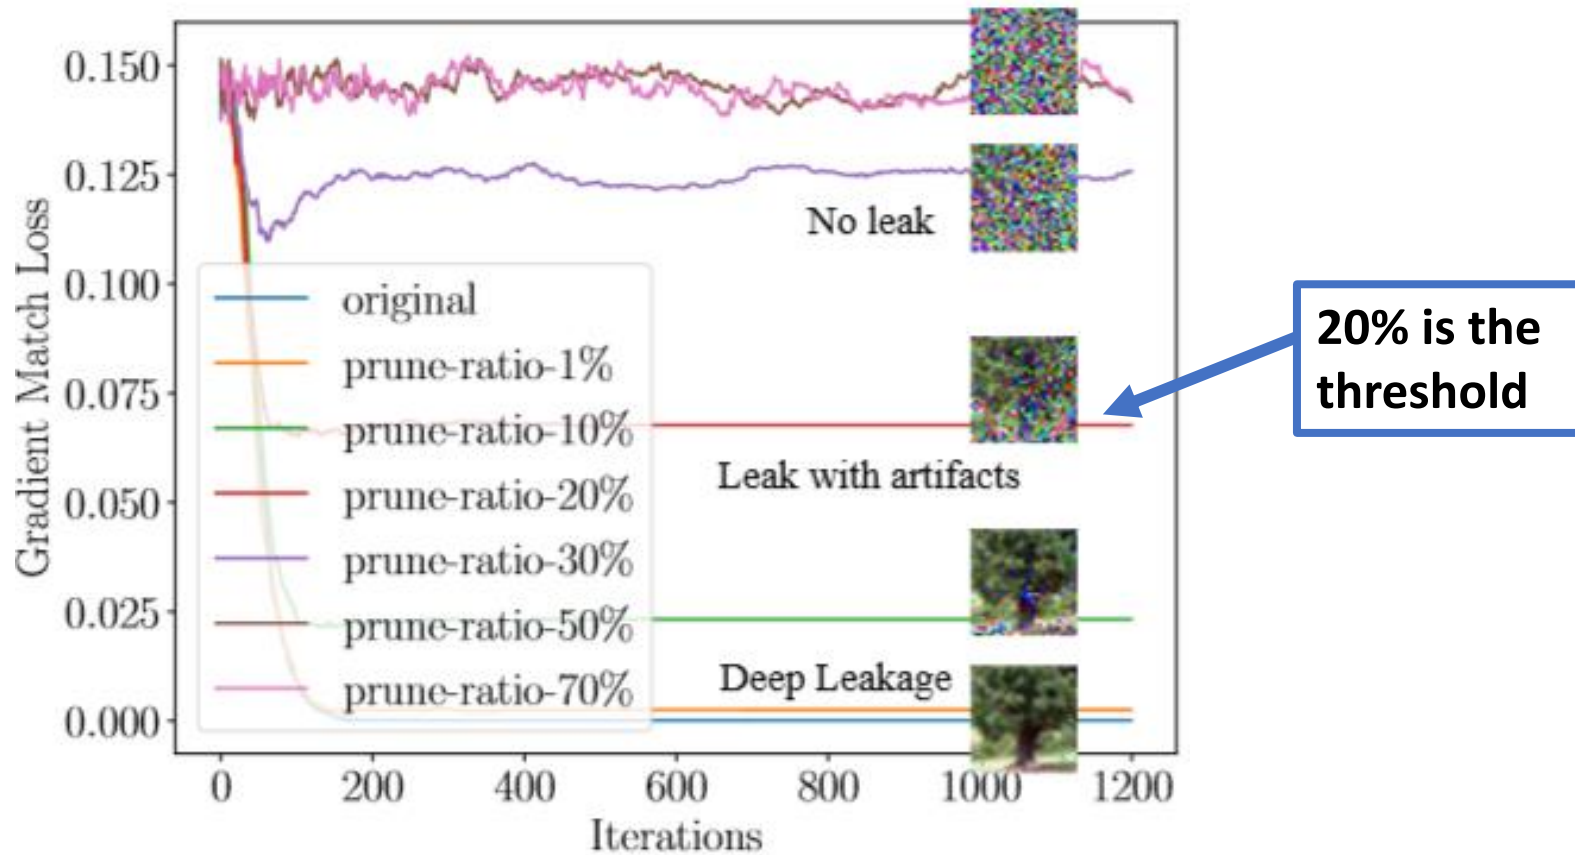 Gradient Match Loss
0.150
0.125
0.100
0.075
0.050
0.025
0.000
No leak
original
prune-ratio-1%
prune-ratio-10%
prune-ratio-20%
prune-ratio-30%
prune-ratio-50%
prune-ratio-70%
Leak with artifacts
Deep Leakage
20% is the
threshold
0 200 400 600 800 1000 1200
Iterations